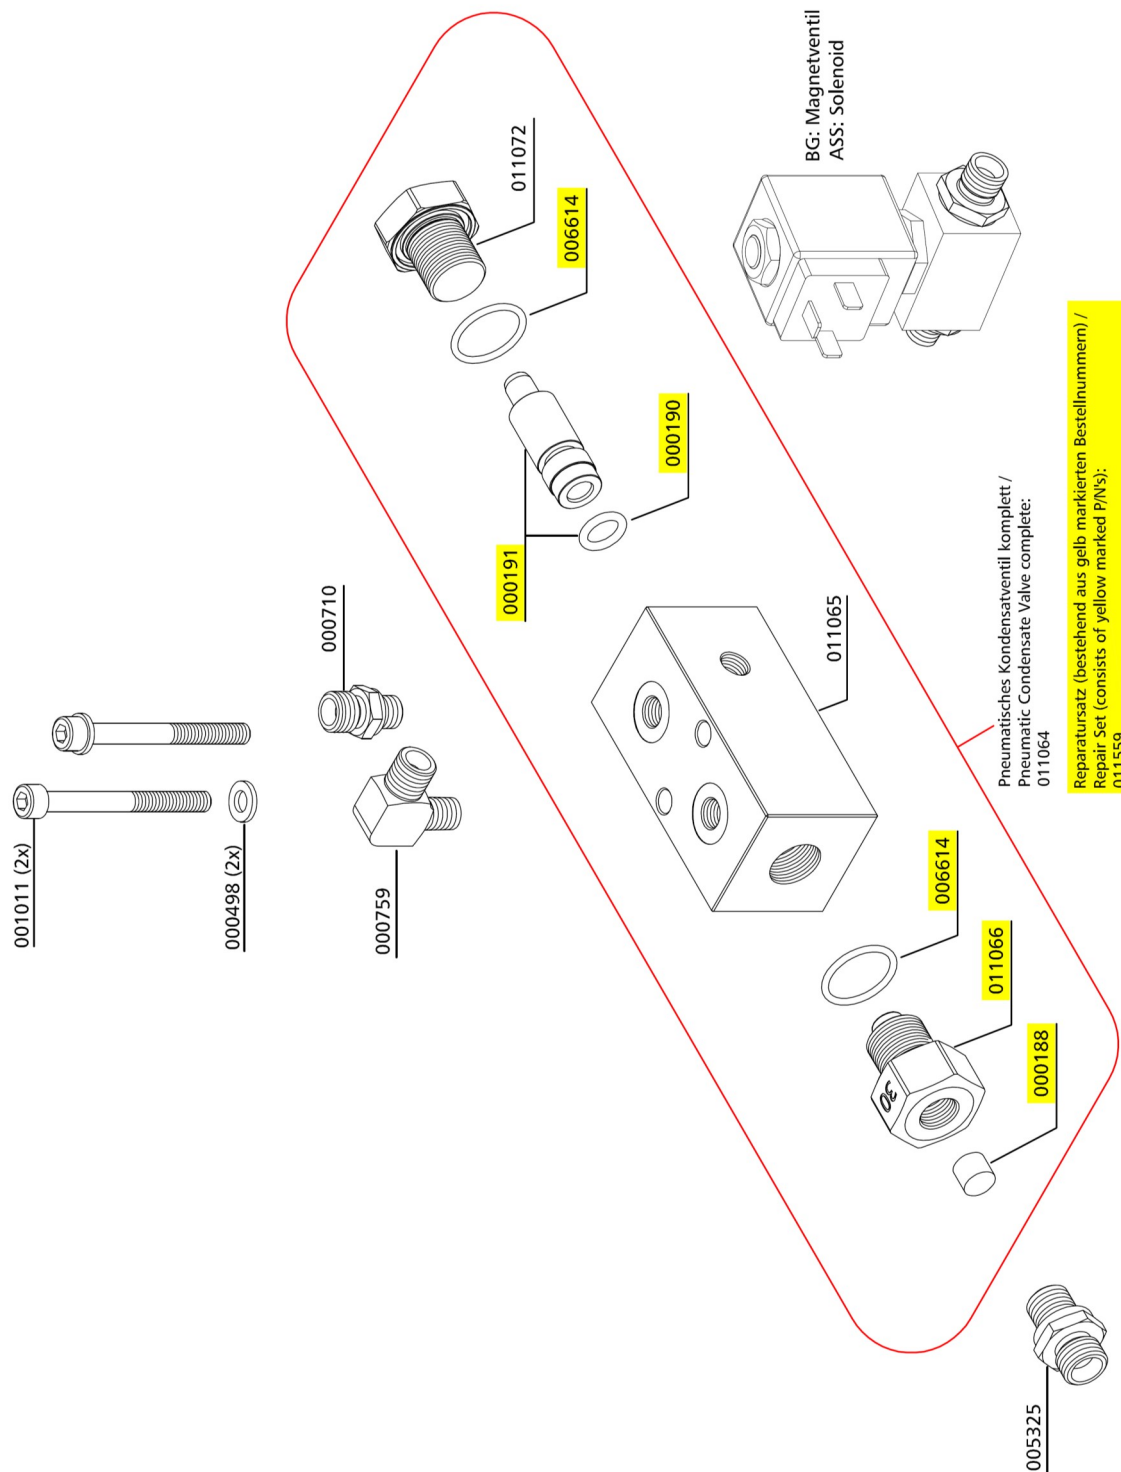 001011 (2x)
000498 (2x)
000759
000710
000191
000190
006614
011072
BG: Magnetventil
ASS: Solenoid
011065
006614
011066
30
000188
005325
Pneumatisches Kondensatventil komplett /
Pneumatic Condensate Valve complete:
011064
Reparatursatz (bestehend aus gelb markierten Bestellnummern) /
Repair Set (consists of yellow marked P/N's):
011559